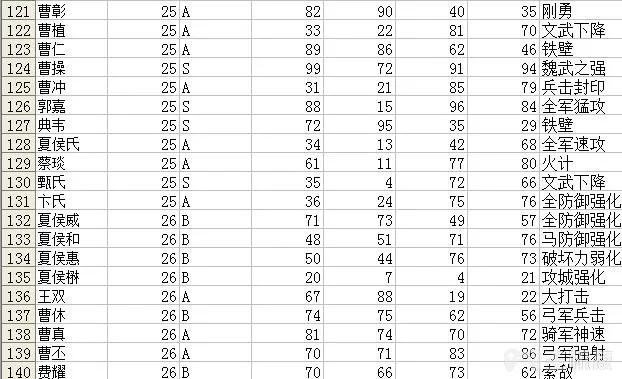 121 曹彰 25 A 82 90 40 35 刚勇
122 曹植 25 A 33 22 81 70 文武下降
123 曹仁 25 A 89 86 62 46 铁壁
124 曹操 25 S 99 72 91 94 魏武之强
125 曹冲 25 A 31 21 85 79 兵击封印
126 郭嘉 25 S 88 15 96 84 全军猛攻
127 典韦 25 S 72 95 35 29 铁壁
128 夏侯氏 25 A 34 13 42 68 全军速攻
129 蔡琰 25 A 61 11 77 80 火计
130 甄氏 25 S 35 4 72 66 文武下降
131 卞氏 25 A 36 24 75 76 全防御强化
132 夏侯威 26 B 71 73 49 57 全防御强化
133 夏侯和 26 B 48 51 71 76 马防御强化
134 夏侯惠 26 B 50 44 76 73 破坏力弱化
135 夏侯楙 26 B 20 7 4 21 攻城强化
136 王双 26 A 67 88 19 22 大打击
137 曹休 26 B 74 75 62 56 弓军兵击
138 曹真 26 A 81 74 70 72 骑军神速
139 曹丕 26 A 70 71 83 86 弓军强射
140 费耀 26 B 70 66 73 62 索敌